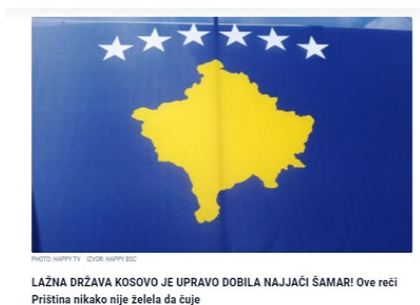 PHOTO: HAPPY TV IZVOR: HAPPY BGC
LAŽNA DRŽAVA KOSOVO JE UPRAVO DOBILA NAJJAČI ŠAMAR! Ove reči
Priština nikako nije želela da čuje